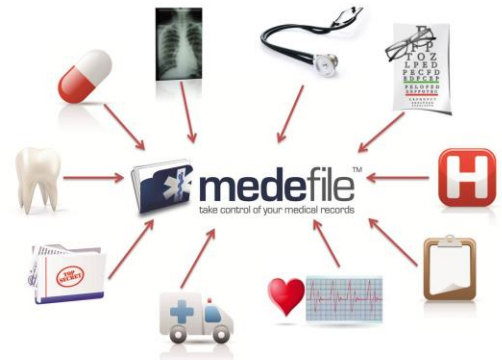 E
F P
T O Z
L P E D
P E C F D
E D F C Z P
medefile™
take control of your medical records
H
TOP
SECRET